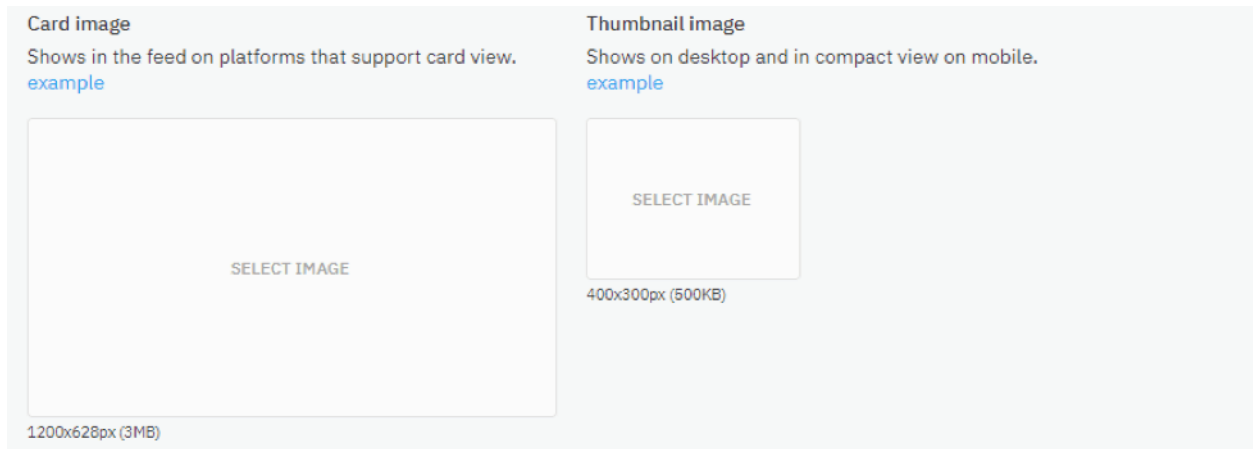 Card image
Shows in the feed on platforms that support card view.
example
SELECT IMAGE
1200x628px (3MB)
Thumbnail image
Shows on desktop and in compact view on mobile.
example
SELECT IMAGE
400x300px (500KB)